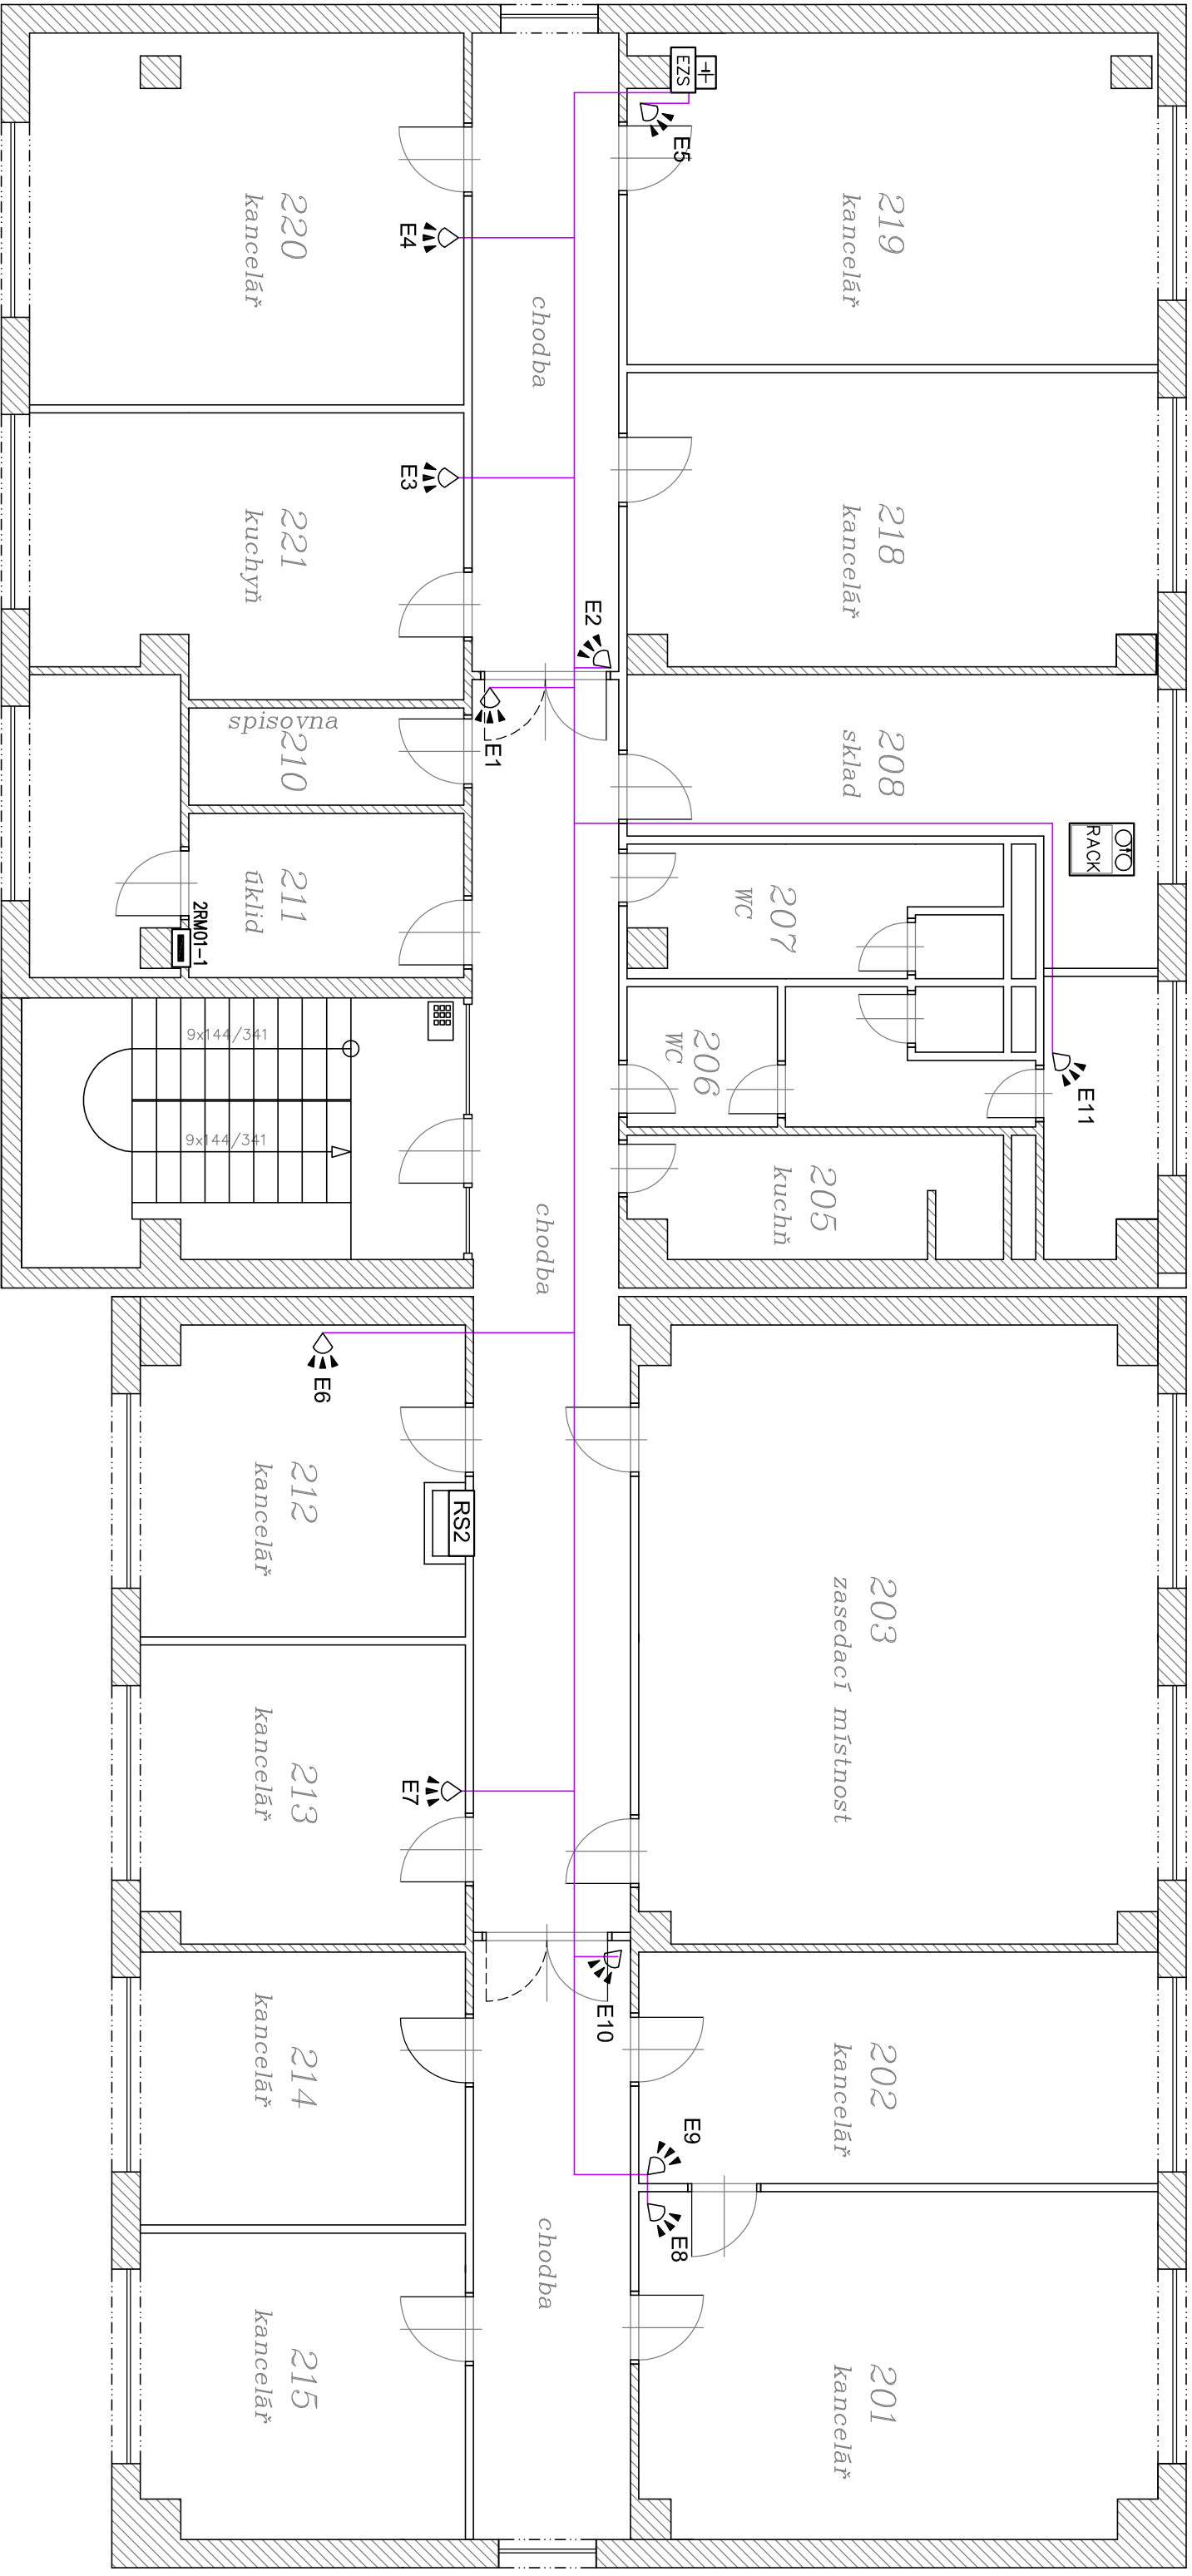 EZS
E5
219
kancelář
220
kancelář
E4
chodba
218
kancelář
221
kuchyň
E3
E2
E1
spisovna
210
208
sklad
RACK
211
úklid
2RM01-1
207
WC
206
WC
E11
9x144/341
9x144/341
205
kuchň
chodba
E6
212
kancelář
RS2
203
zasedací místnost
213
kancelář
E7
E10
214
kancelář
202
kancelář
E9
E8
chodba
215
kancelář
201
kancelář